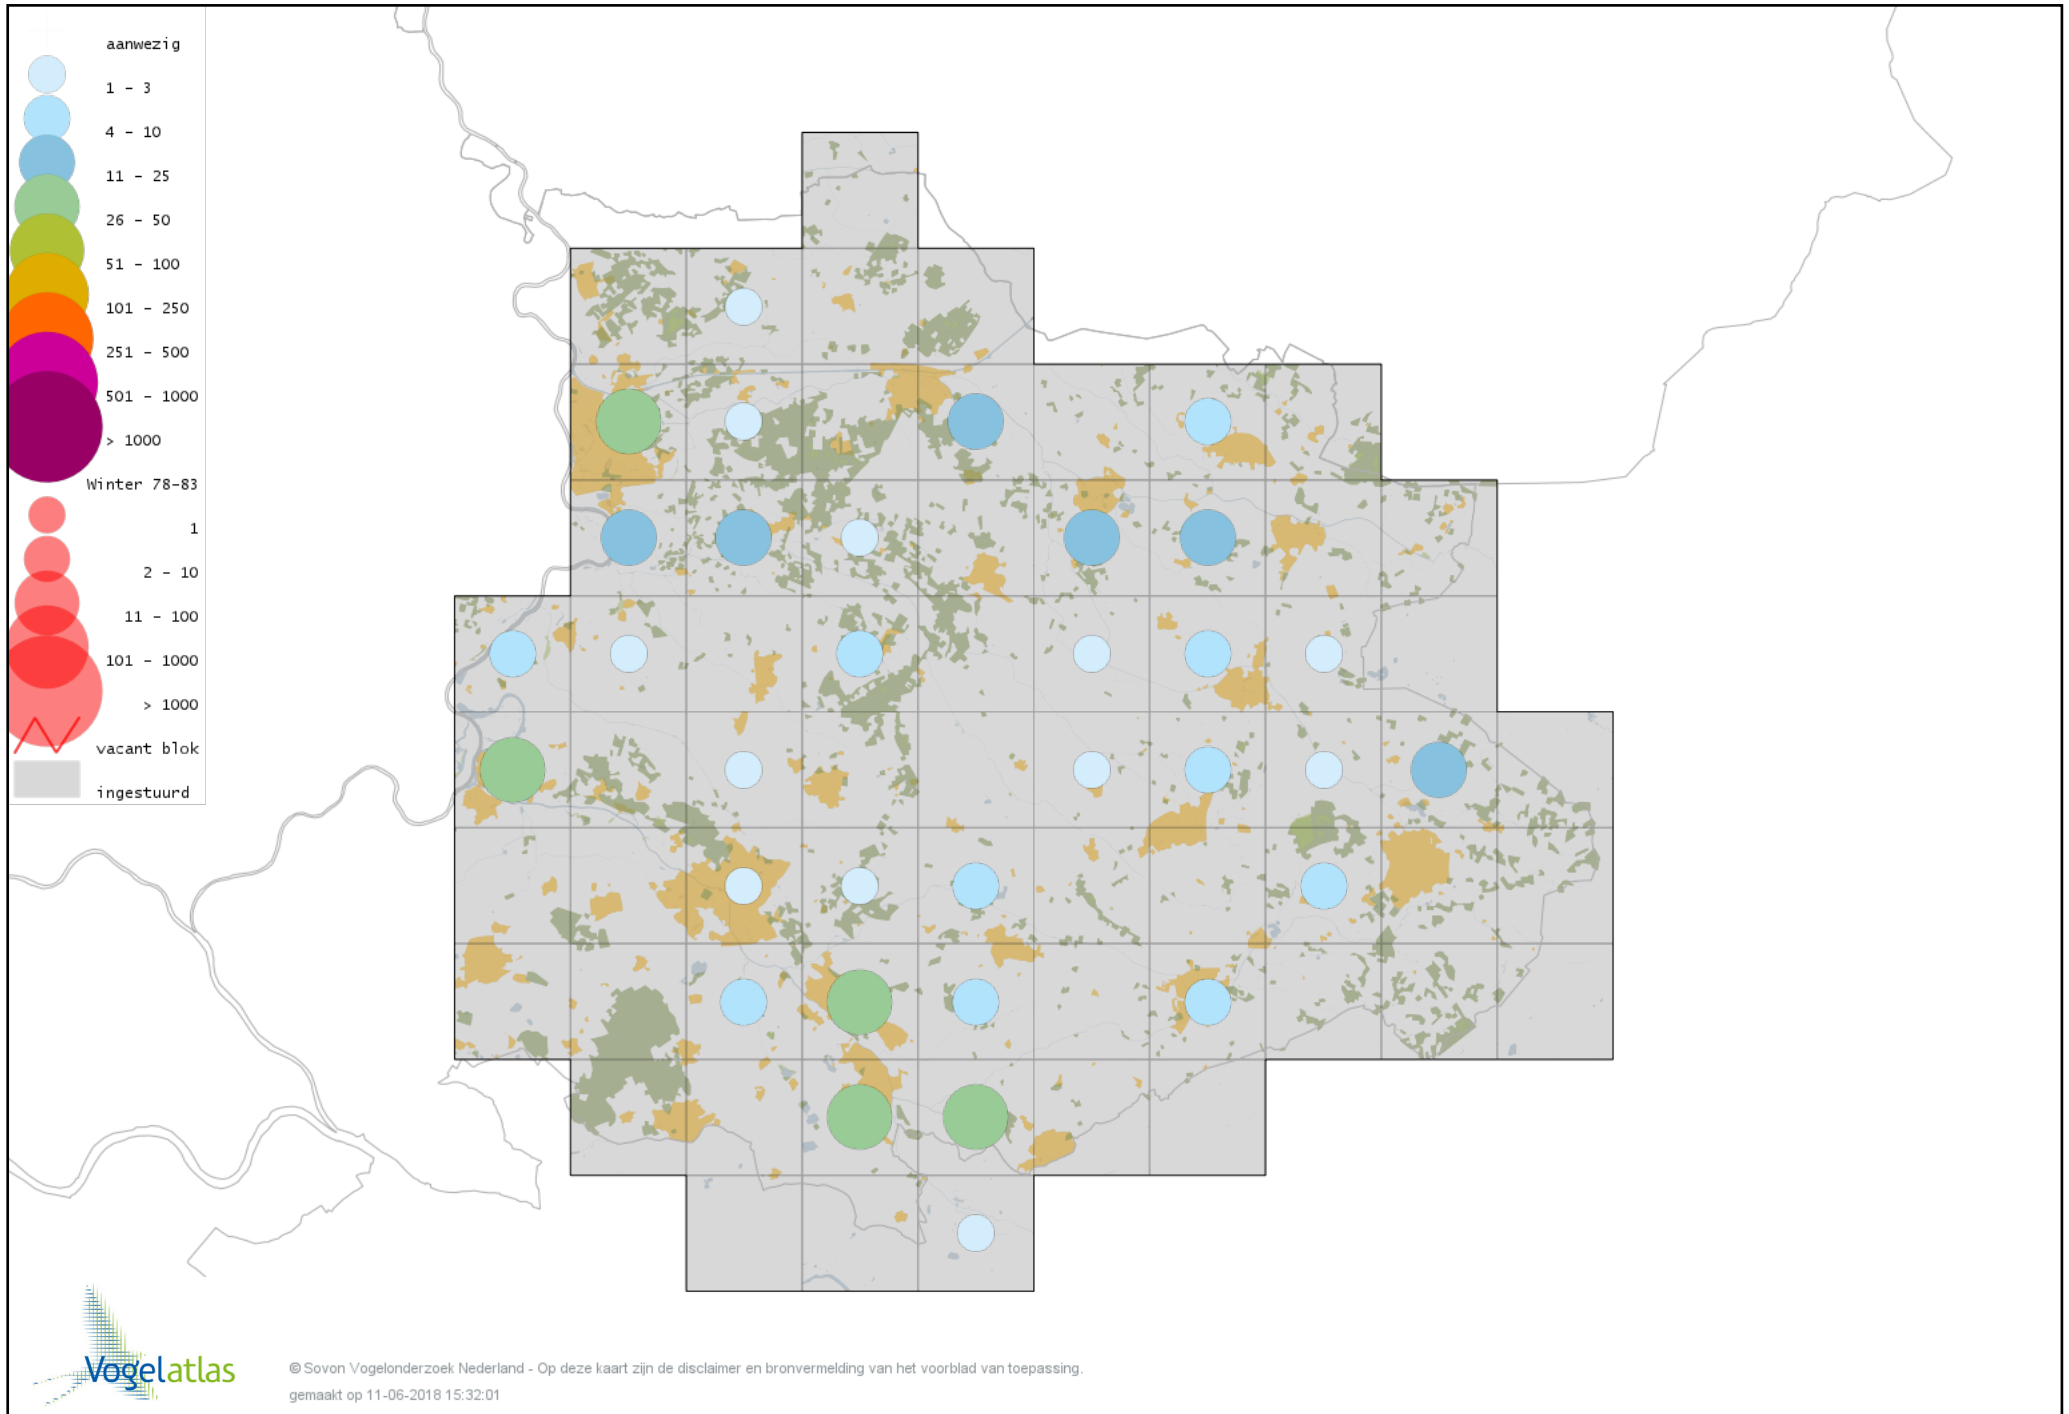 aanwezig
1 - 3
4 - 10
11 - 25
26 - 50
51 - 100
101 - 250
251 - 500
501 - 1000
> 1000
Winter 78-83
1
2 - 10
11 - 100
101 - 1000
> 1000
vacant blok
ingestuurd
Vogelatlas
© Sovon Vogelonderzoek Nederland - Op deze kaart zijn de disclaimer en bronvermelding van het voorblad van toepassing.
gemaakt op 11-06-2018 15:32:01